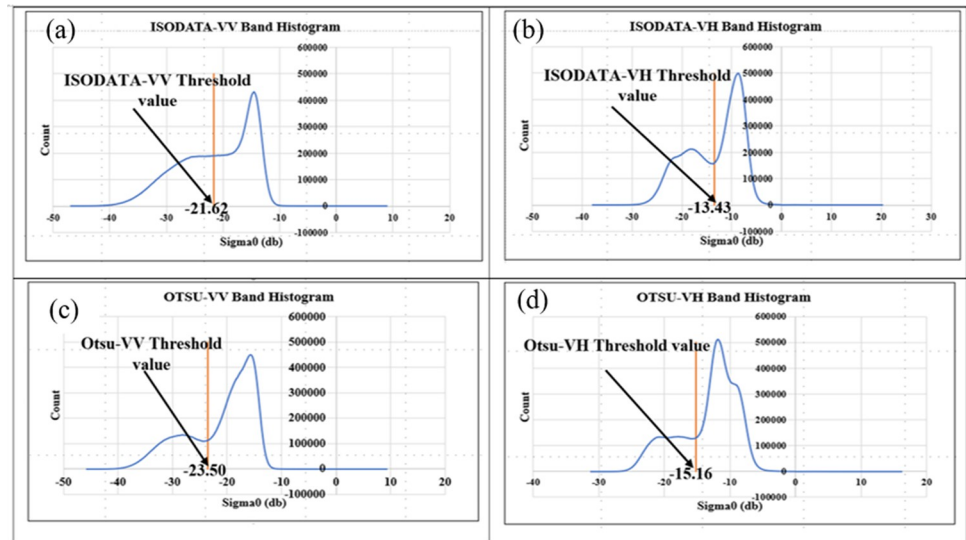 (a)
ISODATA-VV Band Histogram
600000
500000
400000
300000
200000
100000
0
-100000
ISODATA-VV Threshold
value
-21.62
Count
-50
-40
-30
-20
-10
0
10
20
Sigma0 (db)
(b)
ISODATA-VH Band Histogram
600000
500000
400000
300000
200000
100000
0
-100000
ISODATA-VH Threshold
value
-13.43
Count
-50
-40
-30
-20
-10
0
10
20
30
Sigma0 (db)
(c)
OTSU-VV Band Histogram
600000
500000
400000
300000
200000
100000
0
-100000
Otsu-VV Threshold
value
-23.50
Count
-50
-40
-30
-20
-10
0
10
20
Sigma0 (db)
(d)
OTSU-VH Band Histogram
600000
500000
400000
300000
200000
100000
0
-100000
Otsu-VH Threshold value
-15.16
Count
-40
-30
-20
-10
0
10
20
Sigma0 (db)